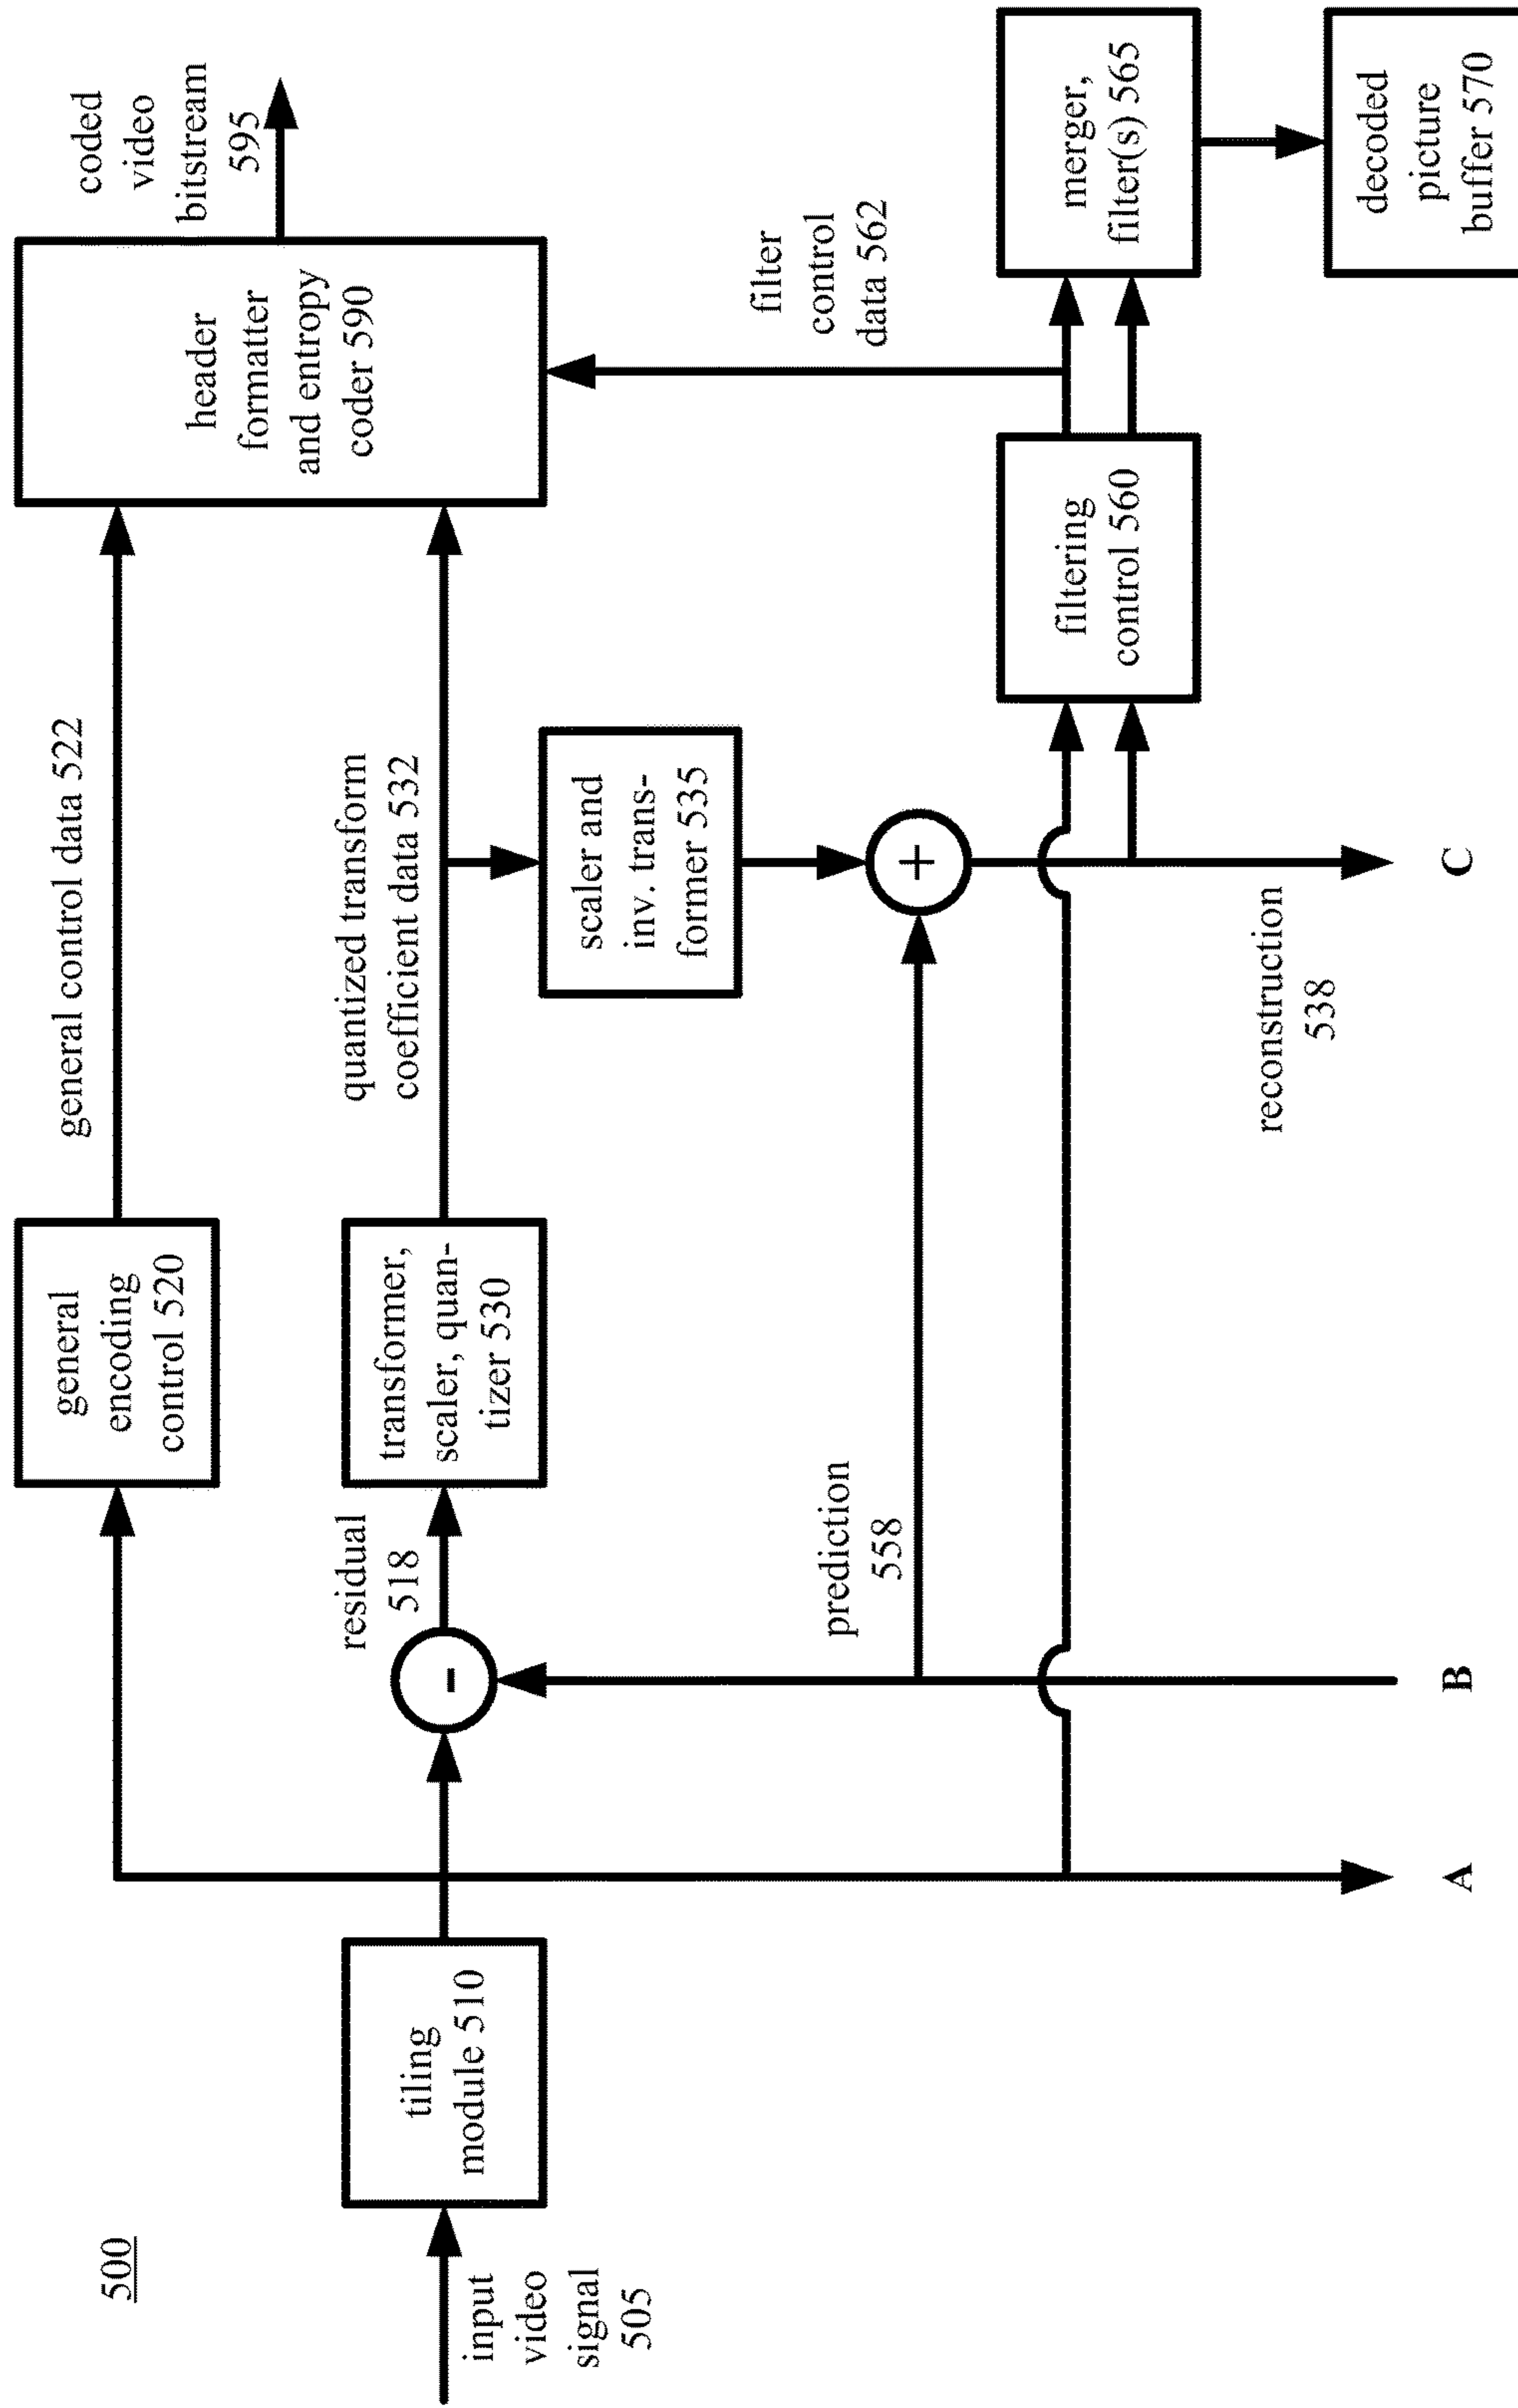 500
input
video
signal
505
tiling
module 510
general
encoding
control 520
general control data 522
residual
518
transformer,
scaler, quan-
tizer 530
quantized transform
coefficient data 532
header
formatter
and entropy
coder 590
coded
video
bitstream
595
-
scaler and
inv. trans-
former 535
prediction
558
+
filter
control
data 562
filtering
control 560
merger,
filter(s) 565
reconstruction
538
decoded
picture
buffer 570
A
B
C